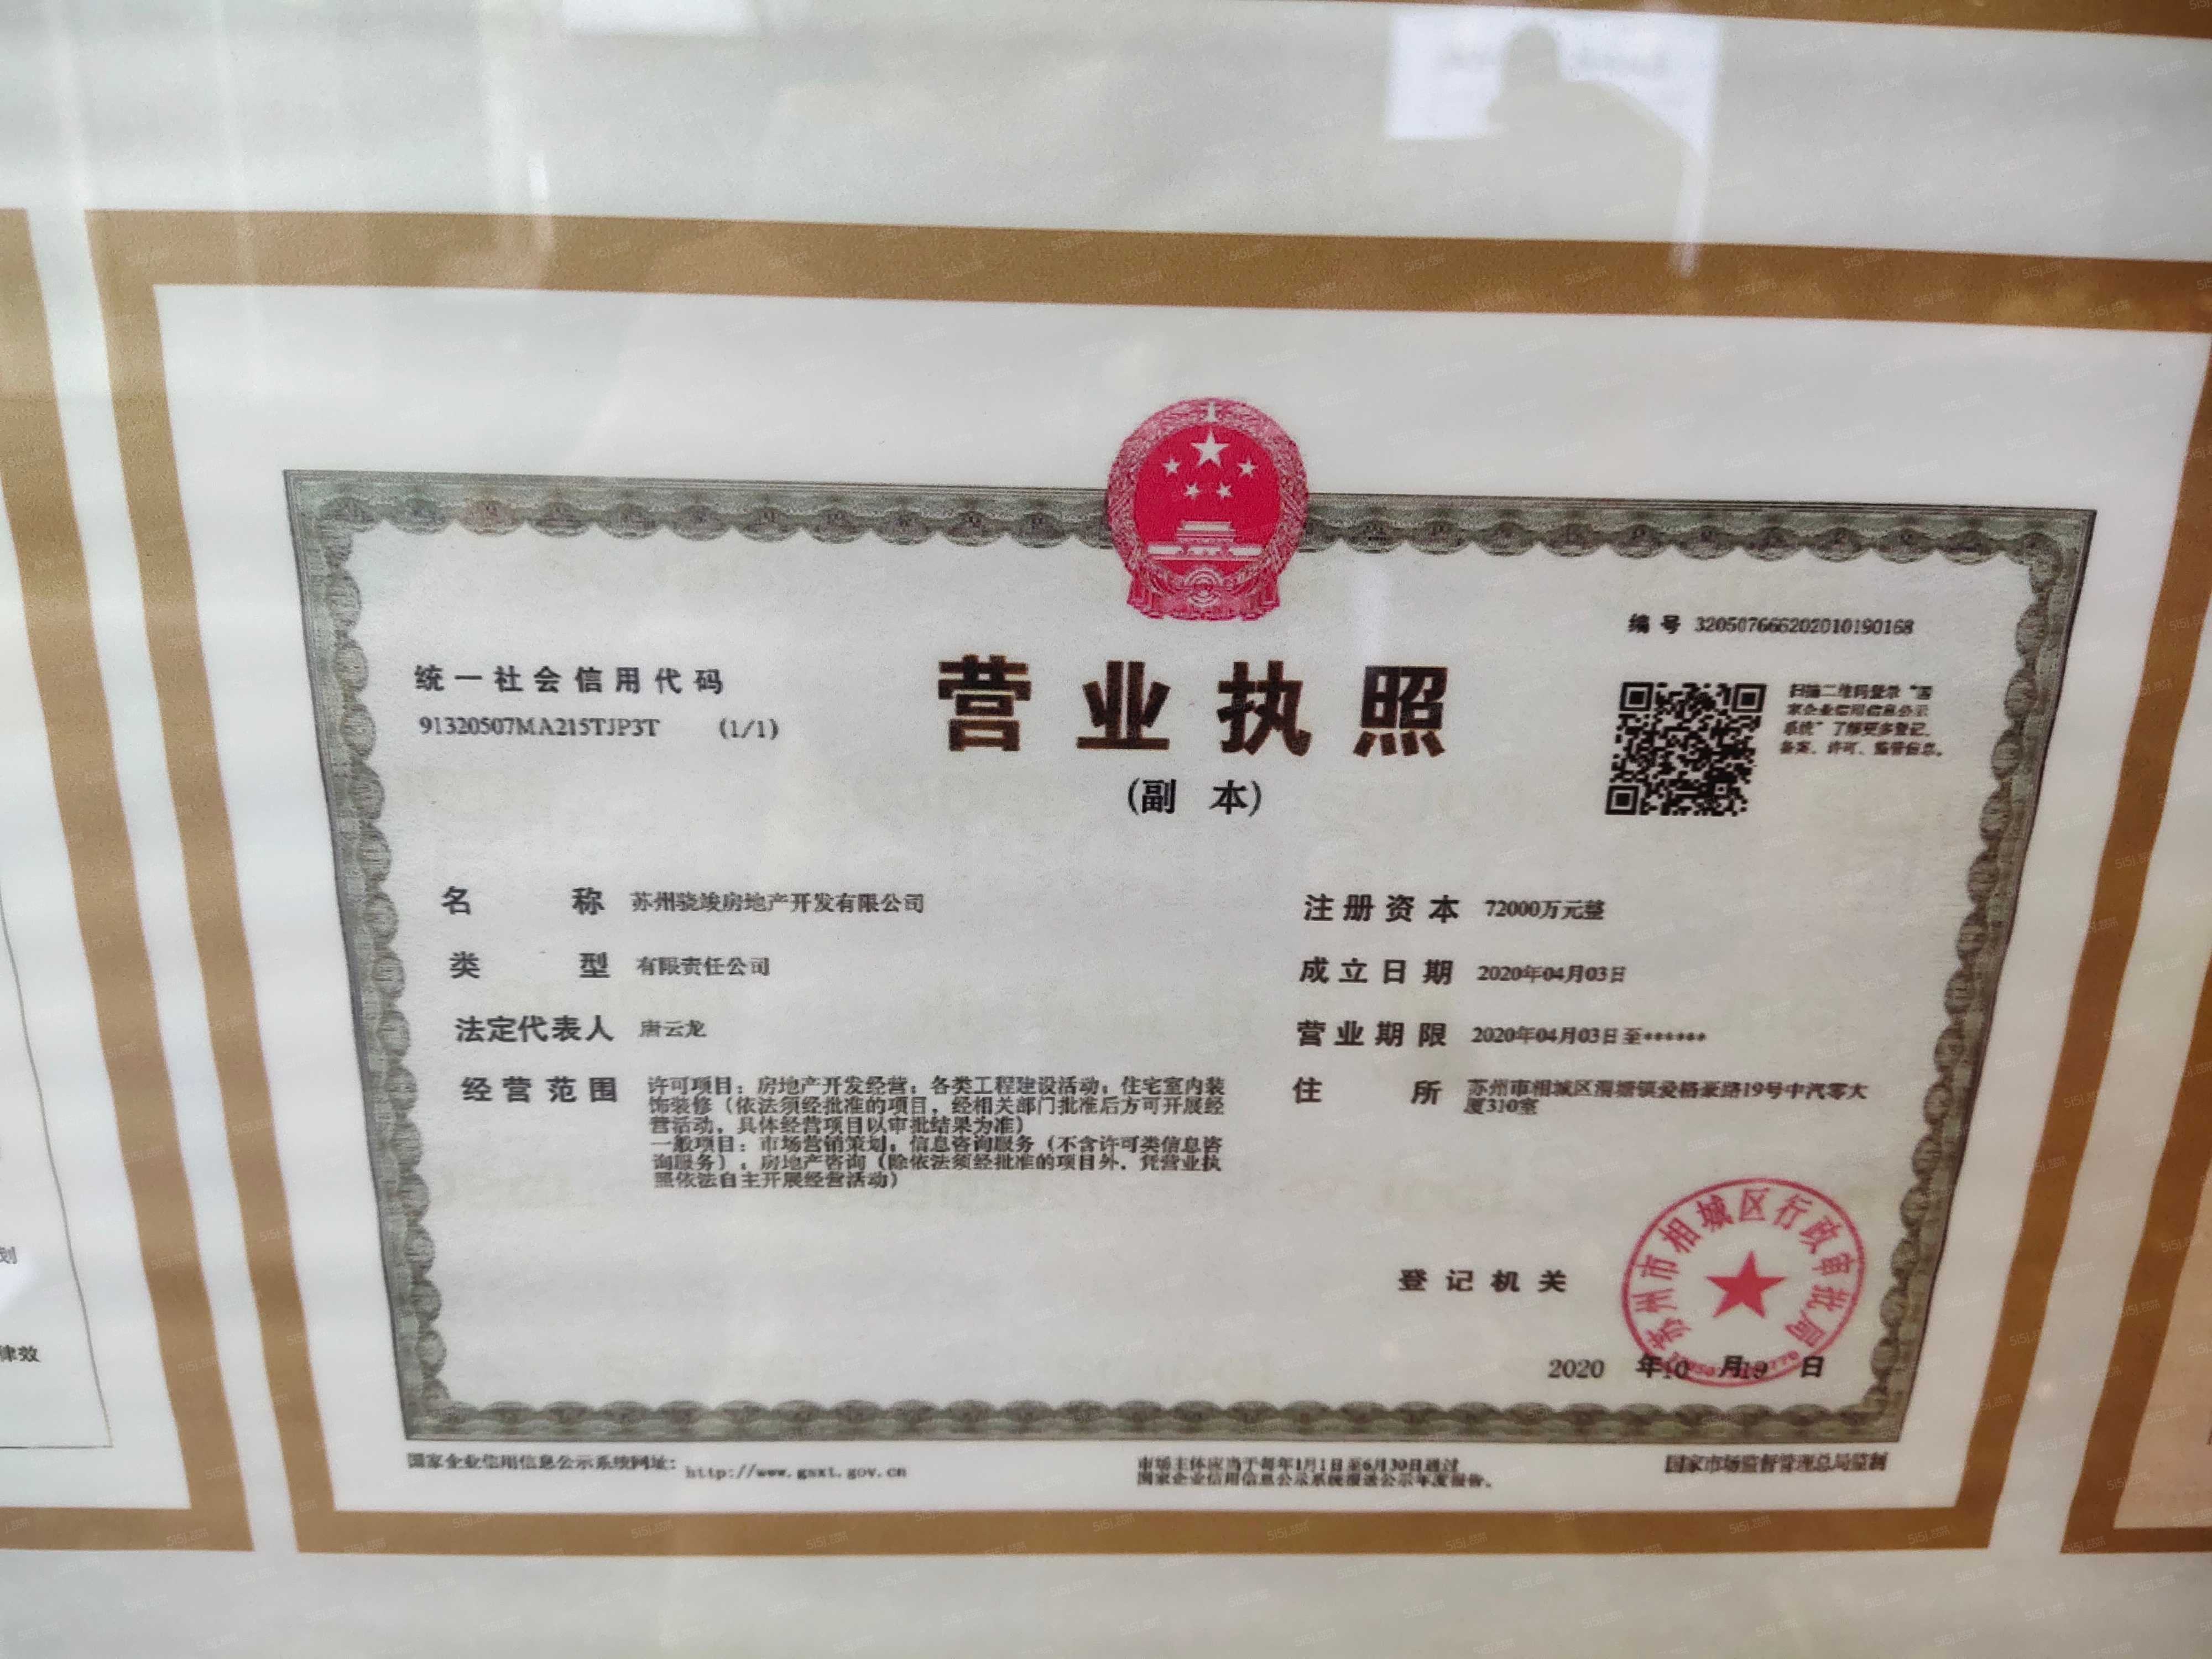 编 号 320507666202010190168
统一社会信用代码
91320507MA215TJP3T (1/1)
营业执照
(副 本)
扫描二维码登录“国
家企业信用信息公示
系统”了解更多登记、
备案、许可、监管信息。
名 称 苏州骁竣房地产开发有限公司
类 型 有限责任公司
法定代表人 唐云龙
经营范围 许可项目：房地产开发经营；各类工程建设活动；住宅室内装
饰装修（依法须经批准的项目，经相关部门批准后方可开展经
营活动，具体经营项目以审批结果为准）
一般项目：市场营销策划；信息咨询服务（不含许可类信息咨
询服务）；房地产咨询（除依法须经批准的项目外，凭营业执
照依法自主开展经营活动）
注册资本 72000万元整
成立日期 2020年04月03日
营业期限 2020年04月03日至******
住 所 苏州市相城区渭塘镇爱格豪路19号中汽零大
厦310室
登记机关
苏州市相城区行政审批局
2020 年10 月19 日
国家企业信用信息公示系统网址：http://www.gsxt.gov.cn
市场主体应当于每年1月1日至6月30日通过
国家企业信用信息公示系统报送公示年度报告。
国家市场监督管理总局监制
划
律效
5i5j.com